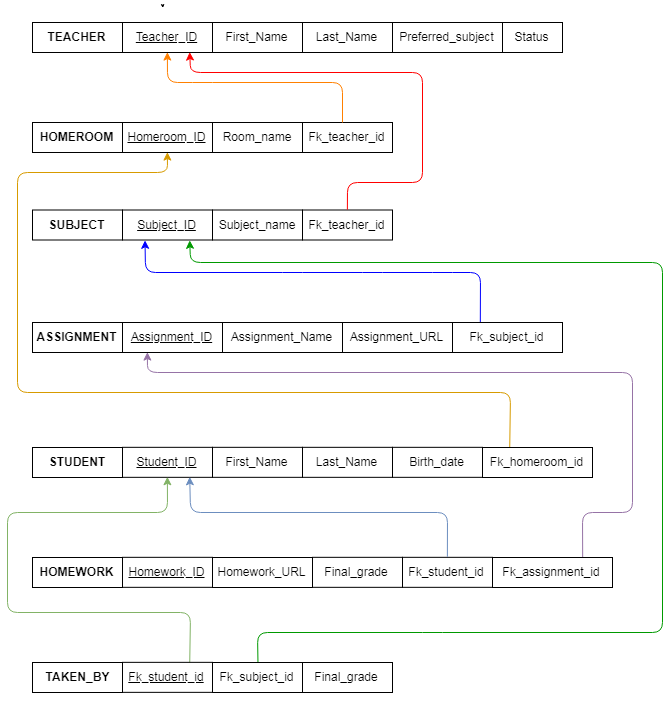 TEACHER Teacher_ID First_Name Last_Name Preferred_subject Status
HOMEROOM Homeroom_ID Room_name Fk_teacher_id
SUBJECT Subject_ID Subject_name Fk_teacher_id
ASSIGNMENT Assignment_ID Assignment_Name Assignment_URL Fk_subject_id
STUDENT Student_ID First_Name Last_Name Birth_date Fk_homeroom_id
HOMEWORK Homework_ID Homework_URL Final_grade Fk_student_id Fk_assignment_id
TAKEN_BY Fk_student_id Fk_subject_id Final_grade